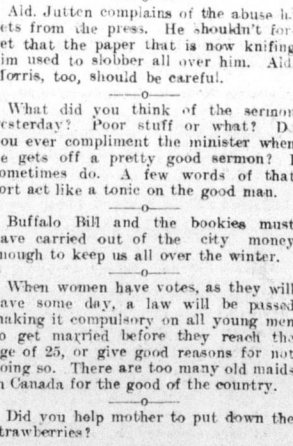 Ald. Jutten complains of the abuse h
ets from the press. He shouldn't for
et that the paper that is now knifing
im used to slobber all over him. Ald
forris, too, should be careful.
What did you think of the sermon
esterday? Poor stuff or what? D
ou ever compliment the minister when
e gets off a pretty good sermon? I
ometimes do. A few words of that
ort act like a tonic on the good man.
Buffalo Bill and the bookies must
ave carried out of the city money
nough to keep us all over the winter.
When women have votes, as they will
ave some day, a law will be passed
naking it compulsory on all young men
o get married before they reach the
ge of 25, or give good reasons for not
oing so. There are too many old maids
n Canada for the good of the country.
Did you help mother to put down the
trawberries?